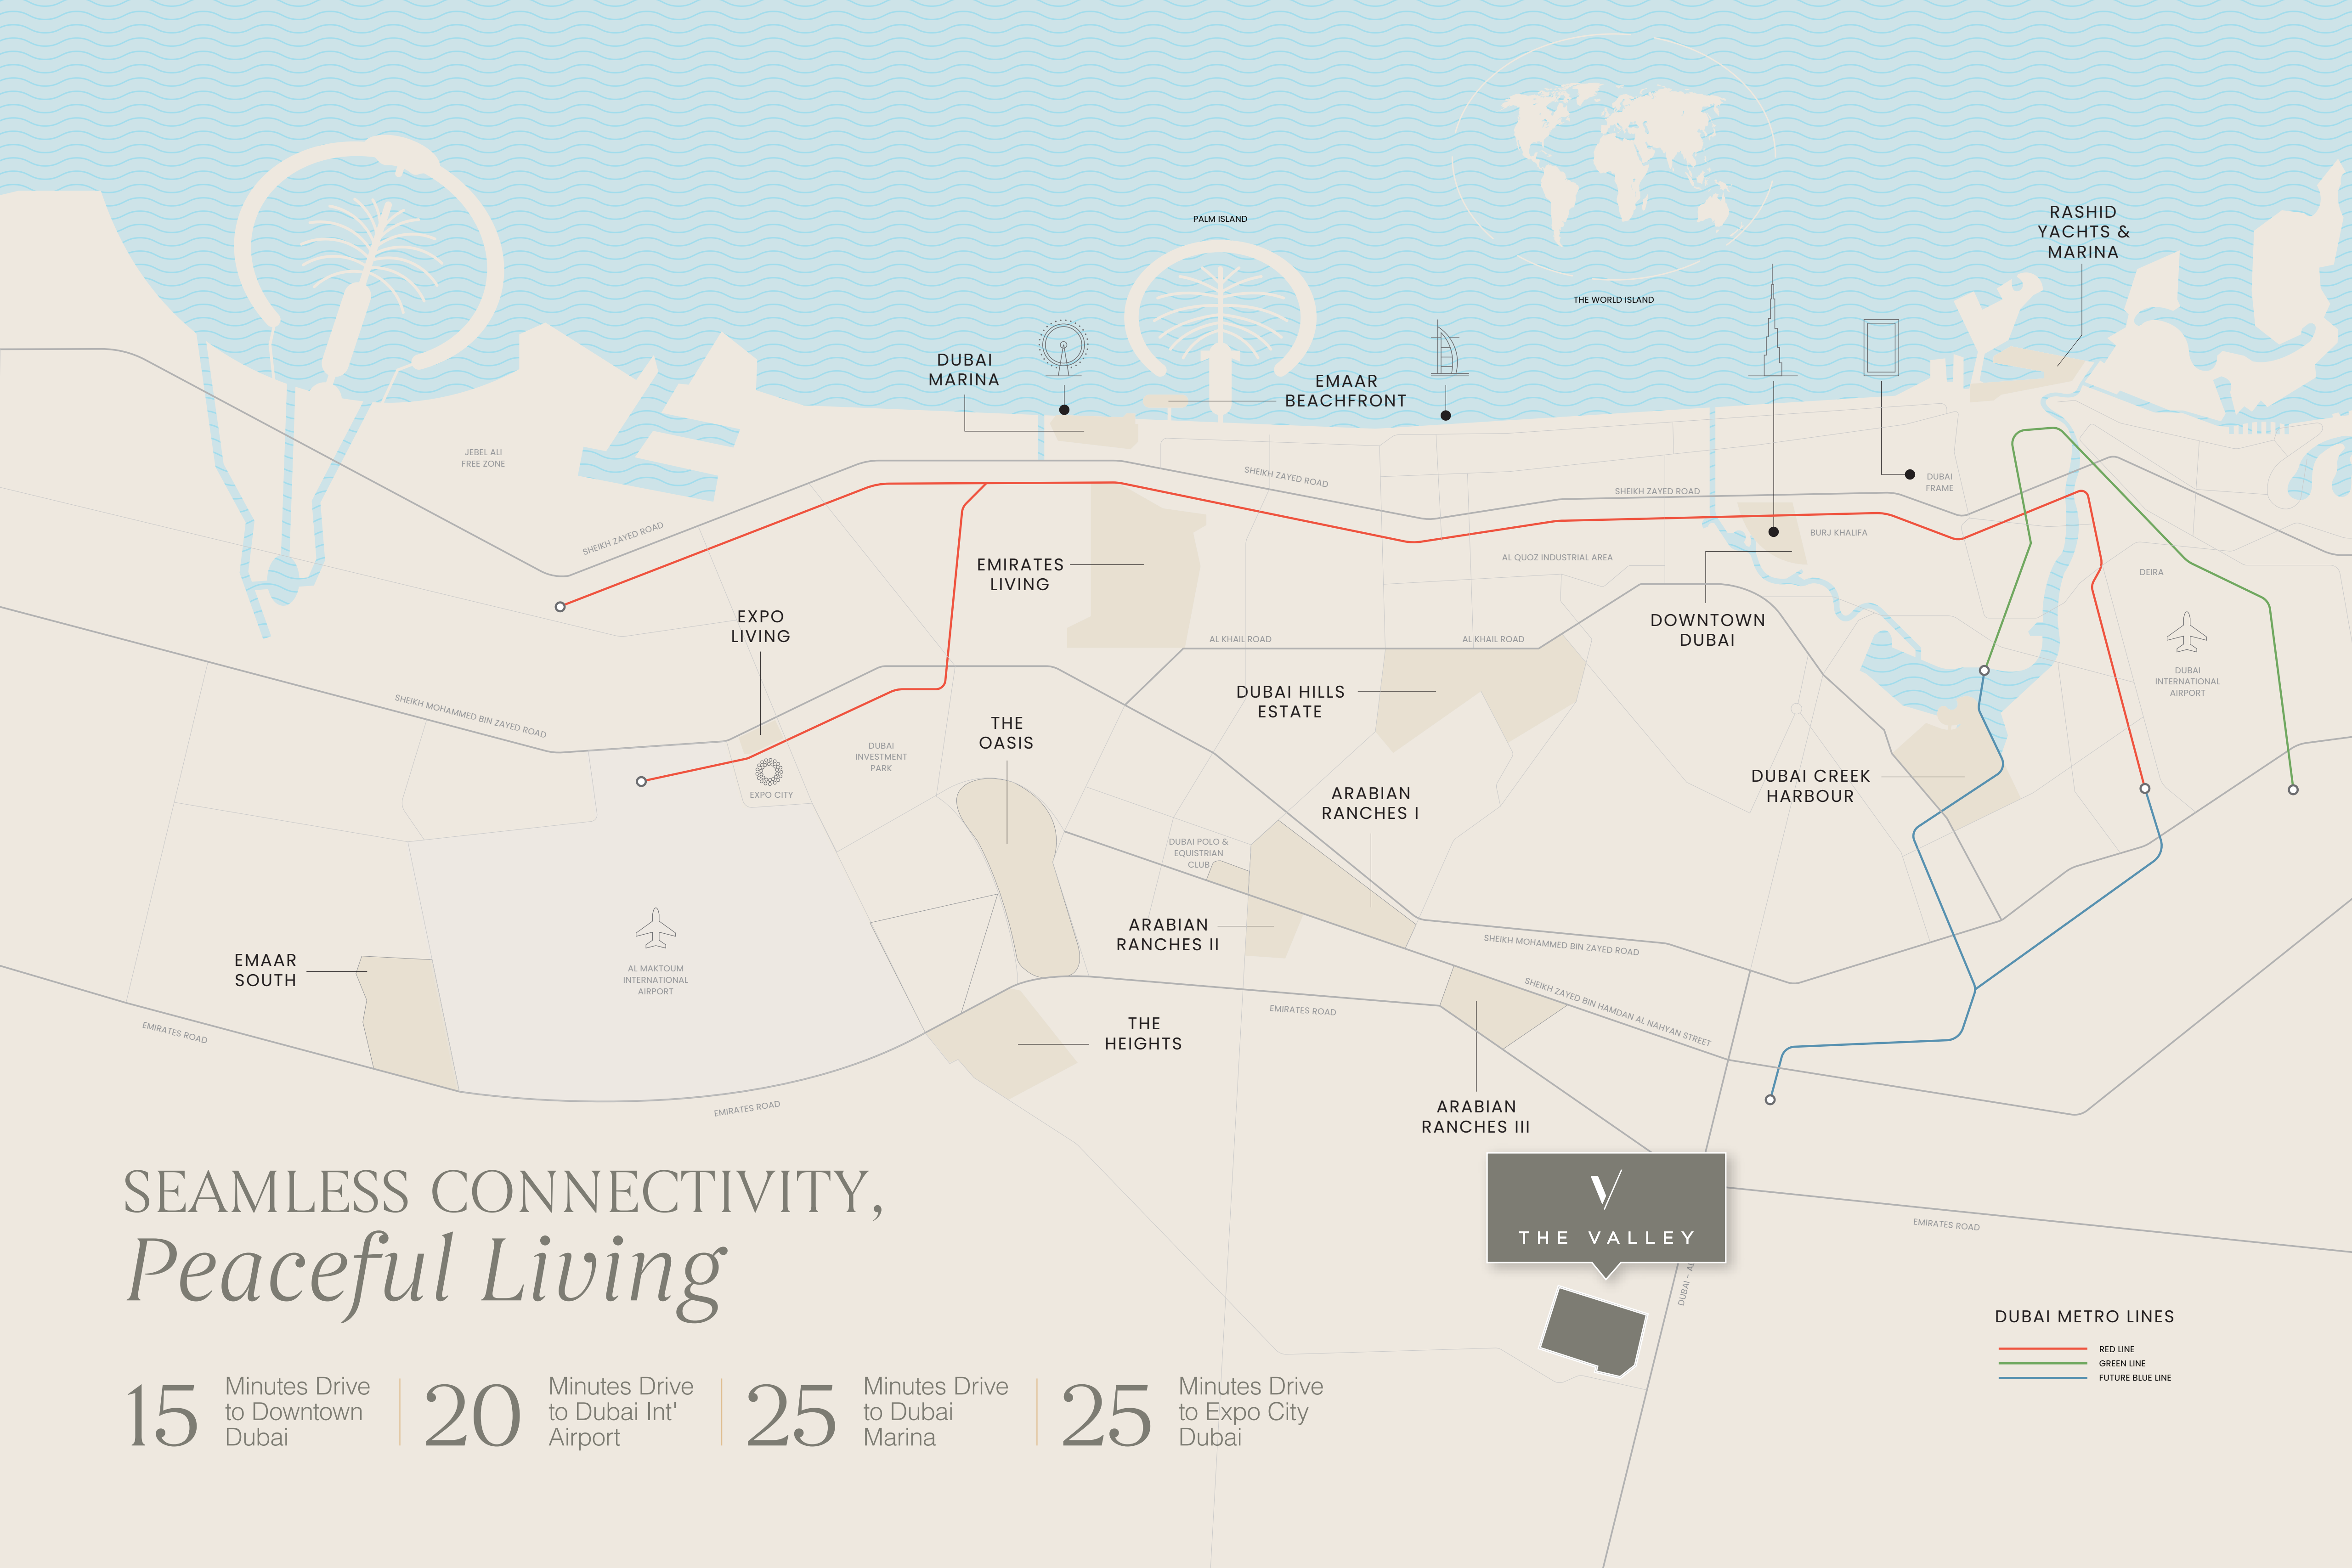 PALM ISLAND
THE WORLD ISLAND
RASHID
YACHTS &
MARINA
DUBAI
MARINA
EMAAR
BEACHFRONT
JEBEL ALI
FREE ZONE
SHEIKH ZAYED ROAD
SHEIKH ZAYED ROAD
SHEIKH ZAYED ROAD
DUBAI
FRAME
BURJ KHALIFA
AL QUOZ INDUSTRIAL AREA
DEIRA
EMIRATES
LIVING
EXPO
LIVING
DOWNTOWN
DUBAI
AL KHAIL ROAD
AL KHAIL ROAD
DUBAI
INTERNATIONAL
AIRPORT
SHEIKH MOHAMMED BIN ZAYED ROAD
DUBAI HILLS
ESTATE
THE
OASIS
DUBAI
INVESTMENT
PARK
EXPO CITY
DUBAI CREEK
HARBOUR
ARABIAN
RANCHES I
DUBAI POLO &
EQUISTRIAN
CLUB
ARABIAN
RANCHES II
SHEIKH MOHAMMED BIN ZAYED ROAD
EMAAR
SOUTH
AL MAKTOUM
INTERNATIONAL
AIRPORT
SHEIKH ZAYED BIN HAMDAN AL NAHYAN STREET
EMIRATES ROAD
EMIRATES ROAD
THE
HEIGHTS
EMIRATES ROAD
ARABIAN
RANCHES III
THE VALLEY
EMIRATES ROAD
DUBAI - AL
SEAMLESS CONNECTIVITY,
Peaceful Living
15 Minutes Drive
to Downtown
Dubai
20 Minutes Drive
to Dubai Int'
Airport
25 Minutes Drive
to Dubai
Marina
25 Minutes Drive
to Expo City
Dubai
DUBAI METRO LINES
RED LINE
GREEN LINE
FUTURE BLUE LINE